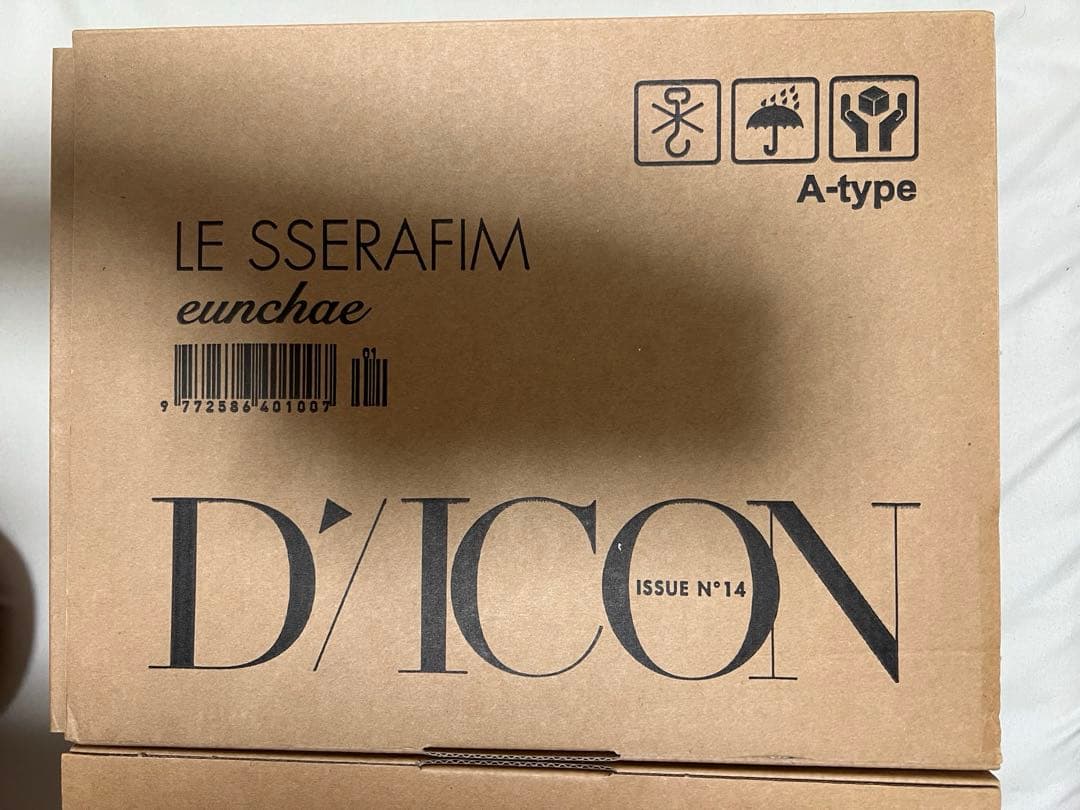 A-type
LE SSERAFIM
eunchae
01
9 772586 401007
D'/ICON
ISSUE N°14